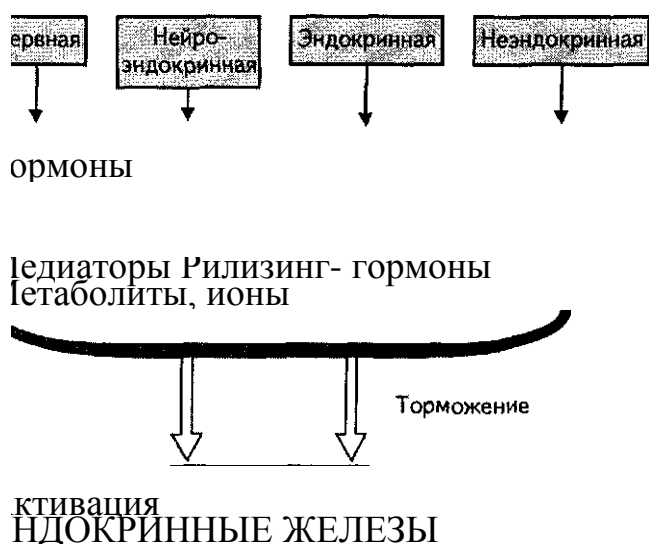 ервная
Нейро-
эндокринная
Эндокринная
Неэндокринная
ормоны
едиаторы Рилизинг- гормоны
етаболиты, ионы
Торможение
ктивация
НДОКРИННЫЕ ЖЕЛЕЗЫ